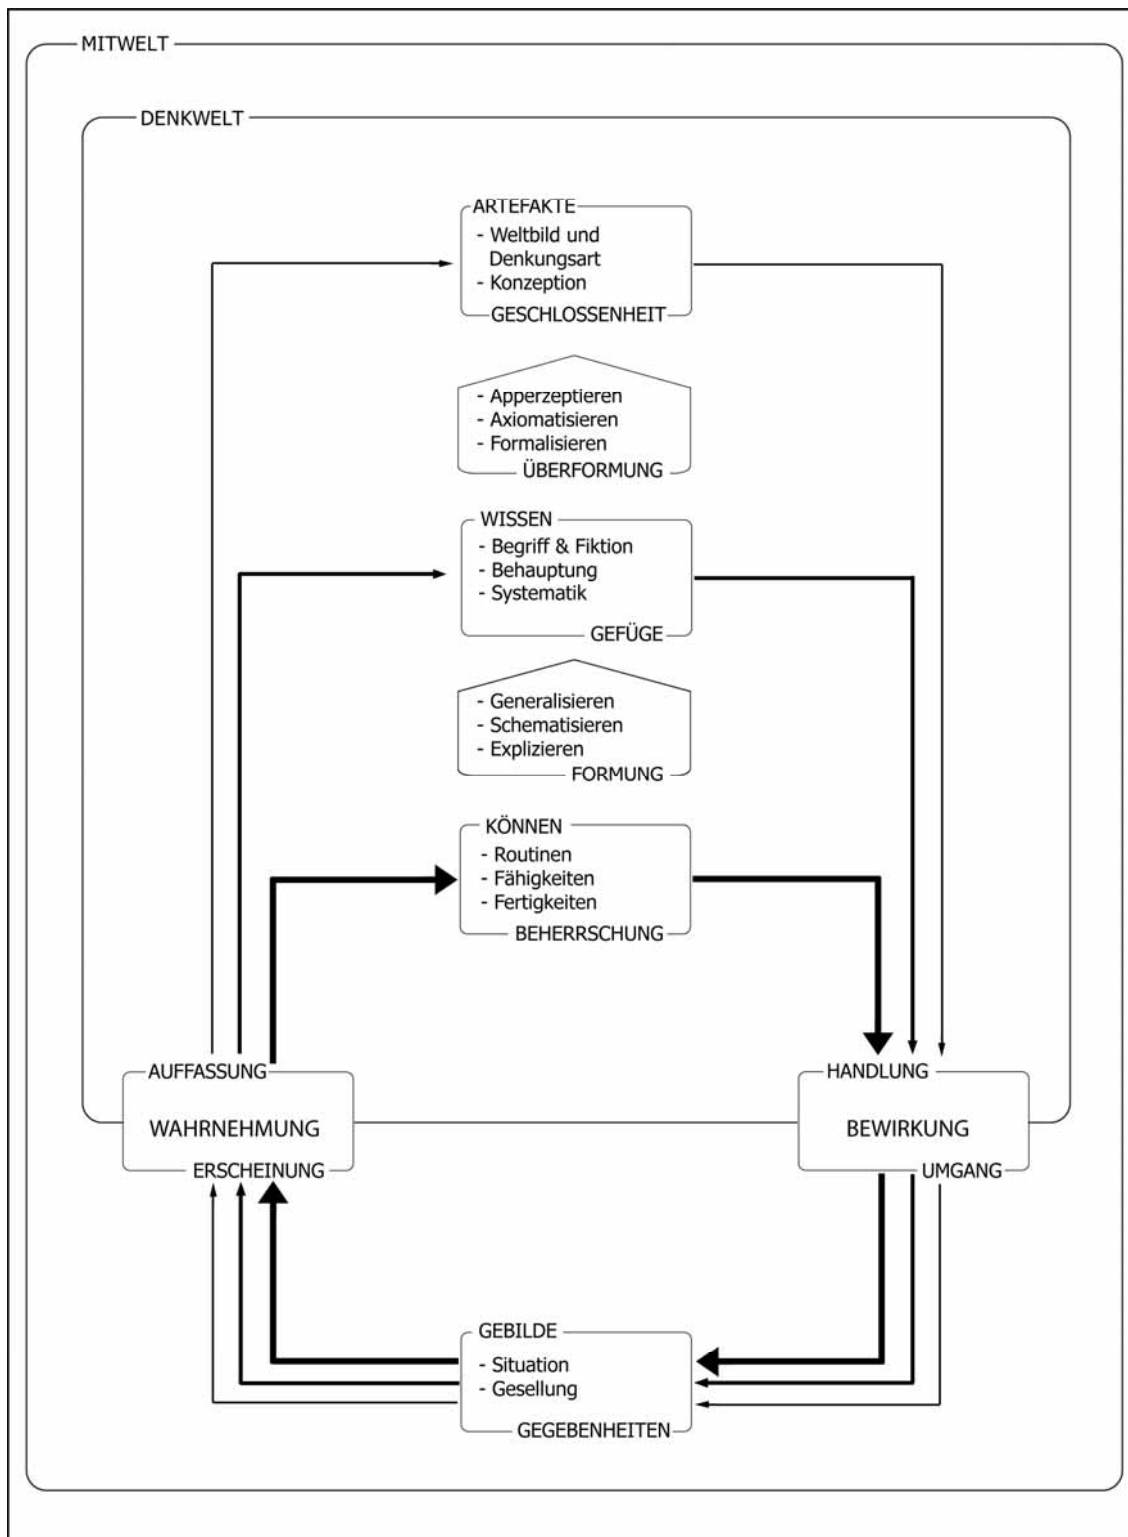 MITWELT
DENKWELT
ARTEFAKTE
- Weltbild und
Denkungsart
- Konzeption
GESCHLOSSENHEIT
- Apperzeptieren
- Axiomatisieren
- Formalisieren
ÜBERFORMUNG
WISSEN
- Begriff & Fiktion
- Behauptung
- Systematik
GEFÜGE
- Generalisieren
- Schematisieren
- Explizieren
FORMUNG
KÖNNEN
- Routinen
- Fähigkeiten
- Fertigkeiten
BEHERRSCHUNG
AUFFASSUNG
WAHRNEHMUNG
ERSCHEINUNG
HANDLUNG
BEWIRKUNG
UMGANG
GEBILDE
- Situation
- Gesellung
GEGEBENHEITEN